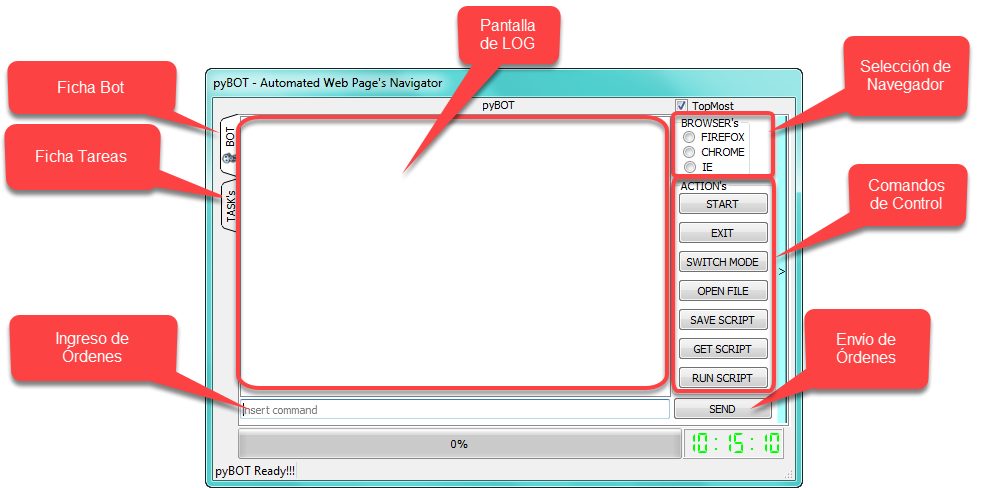 Pantalla
de LOG
Selección de
Navegador
Ficha Bot
Ficha Tareas
Comandos
de Control
Ingreso de
Órdenes
Envío de
Órdenes
pyBOT - Automated Web Page's Navigator
pyBOT
TopMost
BOT
TASK's
BROWSER's
FIREFOX
CHROME
IE
ACTION's
START
EXIT
SWITCH MODE
OPEN FILE
SAVE SCRIPT
GET SCRIPT
RUN SCRIPT
>
Insert command
SEND
0%
10:15:10
pyBOT Ready!!!